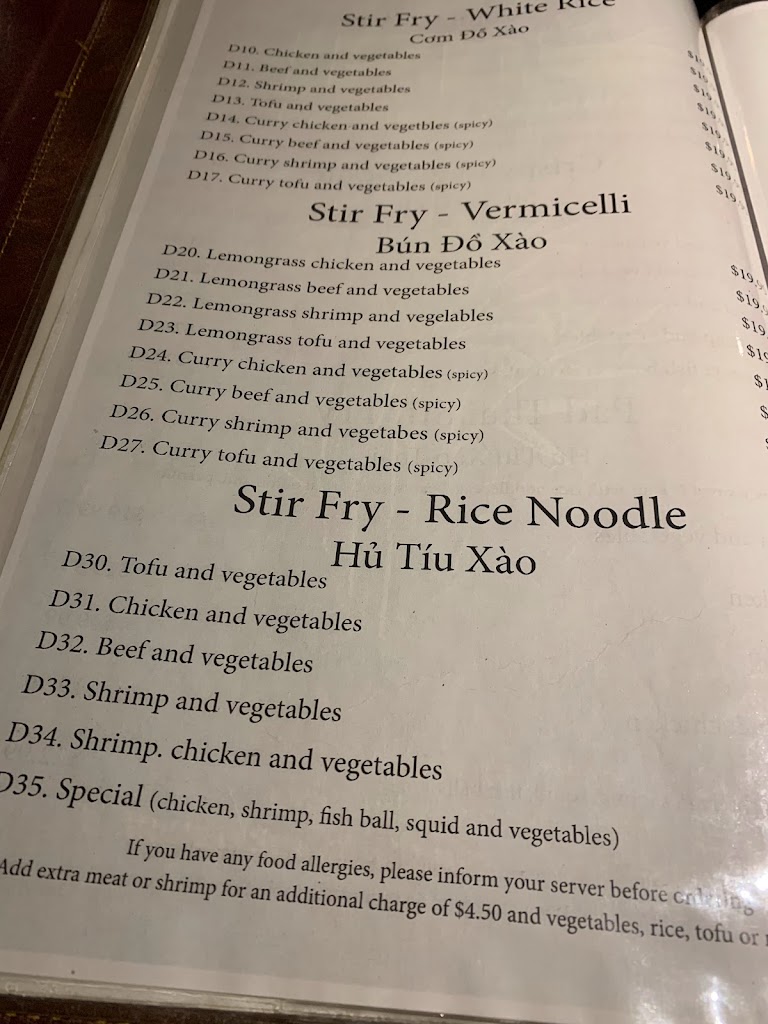 Stir Fry - White Rice
Cơm Đồ Xào
D10. Chicken and vegetables
D11. Beef and vegetables
D12. Shrimp and vegetables
D13. Tofu and vegetables
D14. Curry chicken and vegetbles (spicy)
D15. Curry beef and vegetables (spicy)
D16. Curry shrimp and vegetables (spicy)
D17. Curry tofu and vegetables (spicy)
Stir Fry - Vermicelli
Bún Đồ Xào
D20. Lemongrass chicken and vegetables
D21. Lemongrass beef and vegetables
D22. Lemongrass shrimp and vegelables
D23. Lemongrass tofu and vegetables
D24. Curry chicken and vegetables (spicy)
D25. Curry beef and vegetables (spicy)
D26. Curry shrimp and vegetabes (spicy)
D27. Curry tofu and vegetables (spicy)
Stir Fry - Rice Noodle
Hủ Tíu Xào
D30. Tofu and vegetables
D31. Chicken and vegetables
D32. Beef and vegetables
D33. Shrimp and vegetables
D34. Shrimp. chicken and vegetables
D35. Special (chicken, shrimp, fish ball, squid and vegetables)
If you have any food allergies, please inform your server before ordering
Add extra meat or shrimp for an additional charge of $4.50 and vegetables, rice, tofu or